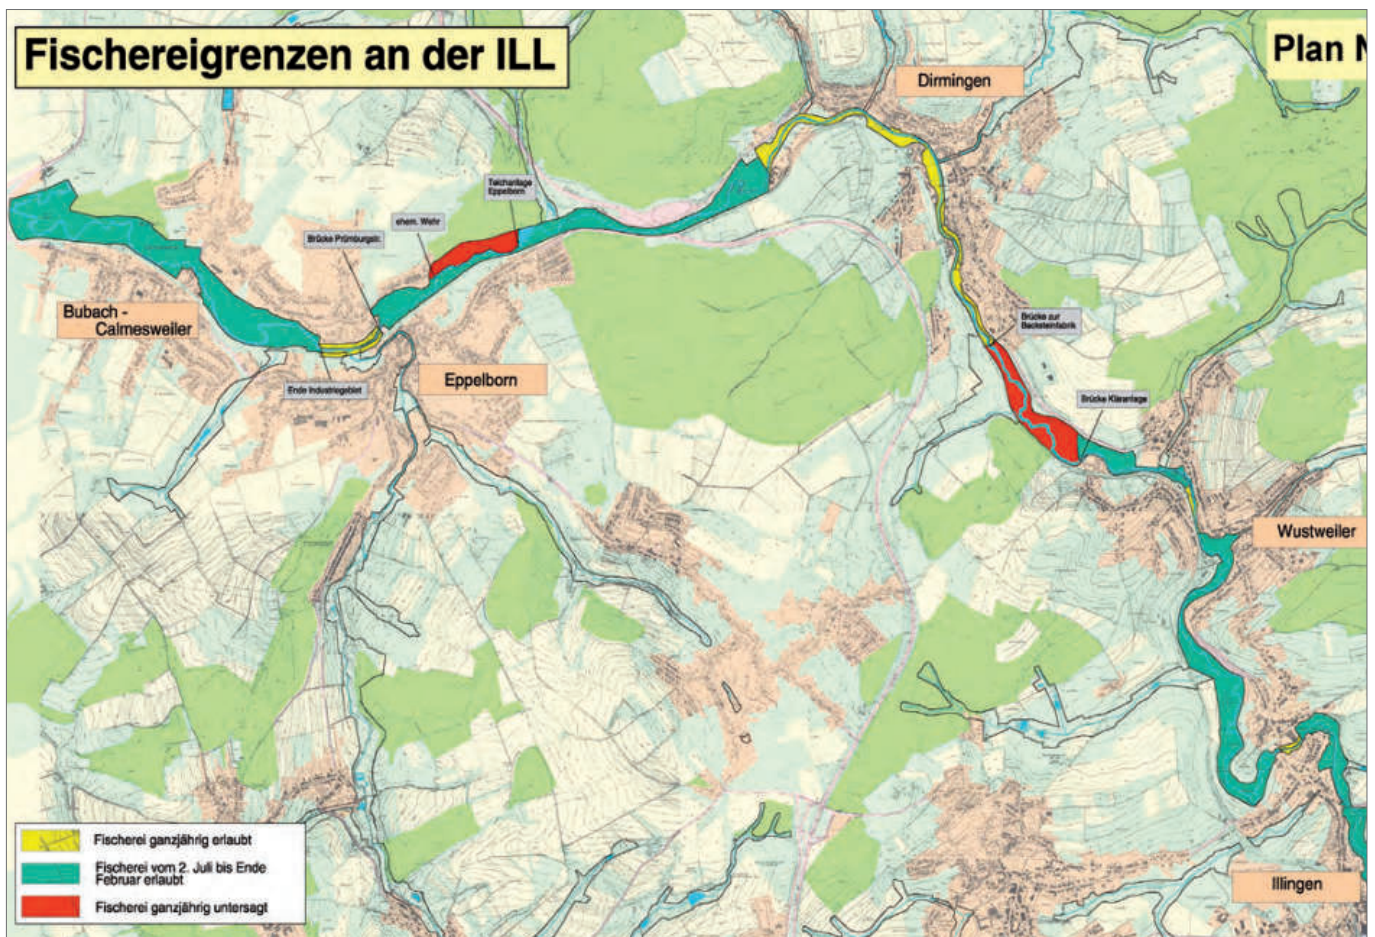 Fischereigrenzen an der ILL
Plan N
Dirmingen
Teichanlage
Eppelborn
ehem. Wehr
Brücke Prümburgstr.
Bubach -
Calmesweiler
Brücke zur
Backsteinfabrik
Ende Industriegebiet
Eppelborn
Brücke Kläranlage
Wustweiler
Fischerei ganzjährig erlaubt
Fischerei vom 2. Juli bis Ende
Februar erlaubt
Fischerei ganzjährig untersagt
Illingen